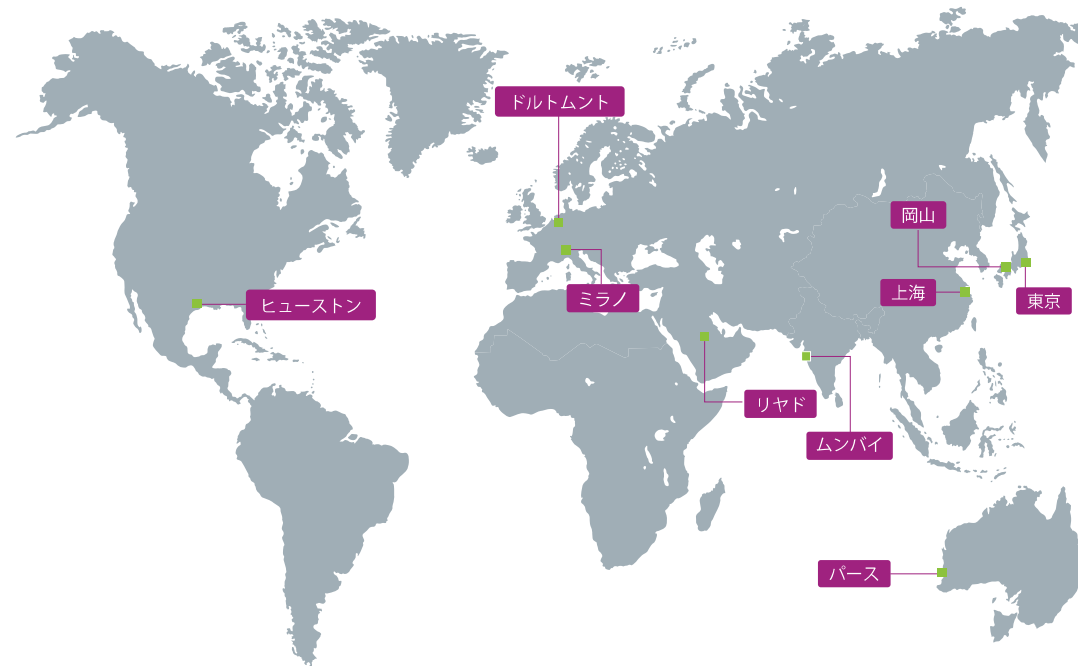 ドルトムント
岡山
ミラノ
上海
東京
ヒューストン
リヤド
ムンバイ
パース